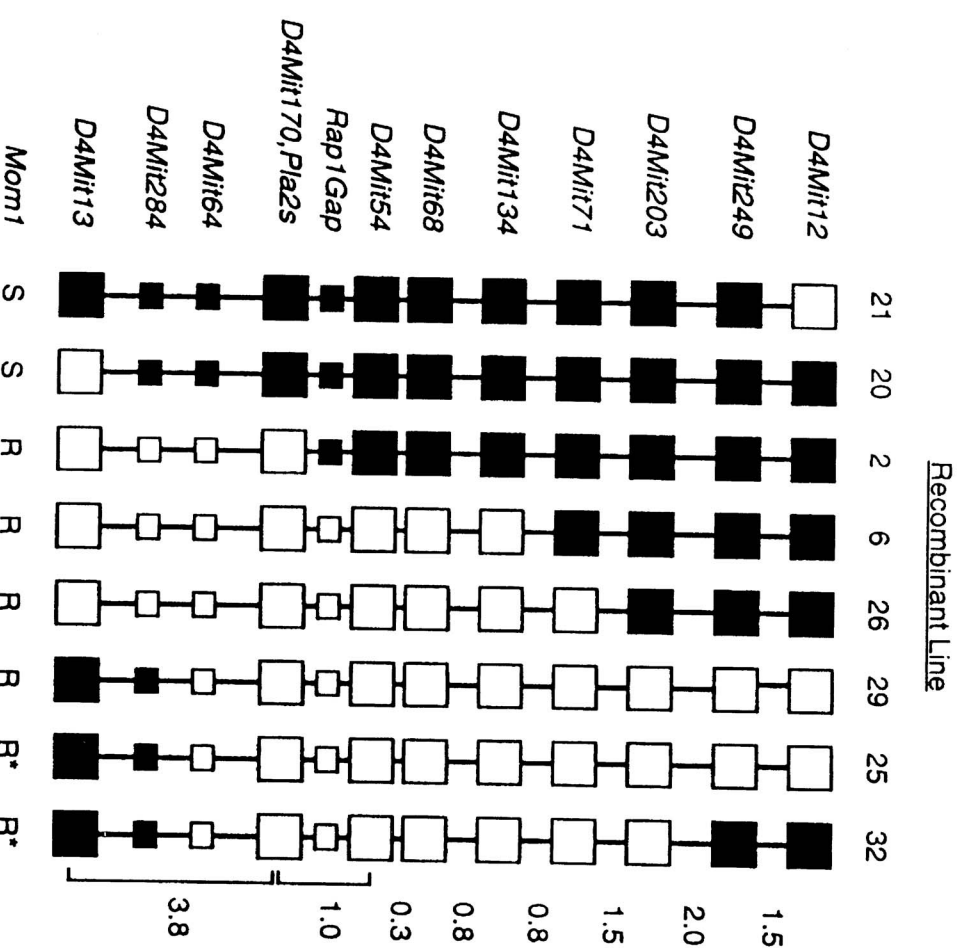 Recombinant Line
21 20 2 6 26 29 25 32
D4Mit12
1.5
D4Mit249
2.0
D4Mit203
1.5
D4Mit71
0.8
D4Mit134
0.8
D4Mit68
0.3
D4Mit54
1.0
Rap1Gap
D4Mit170,Pla2s
3.8
D4Mit64
D4Mit284
D4Mit13
Mom1 S S R R R R R* R*